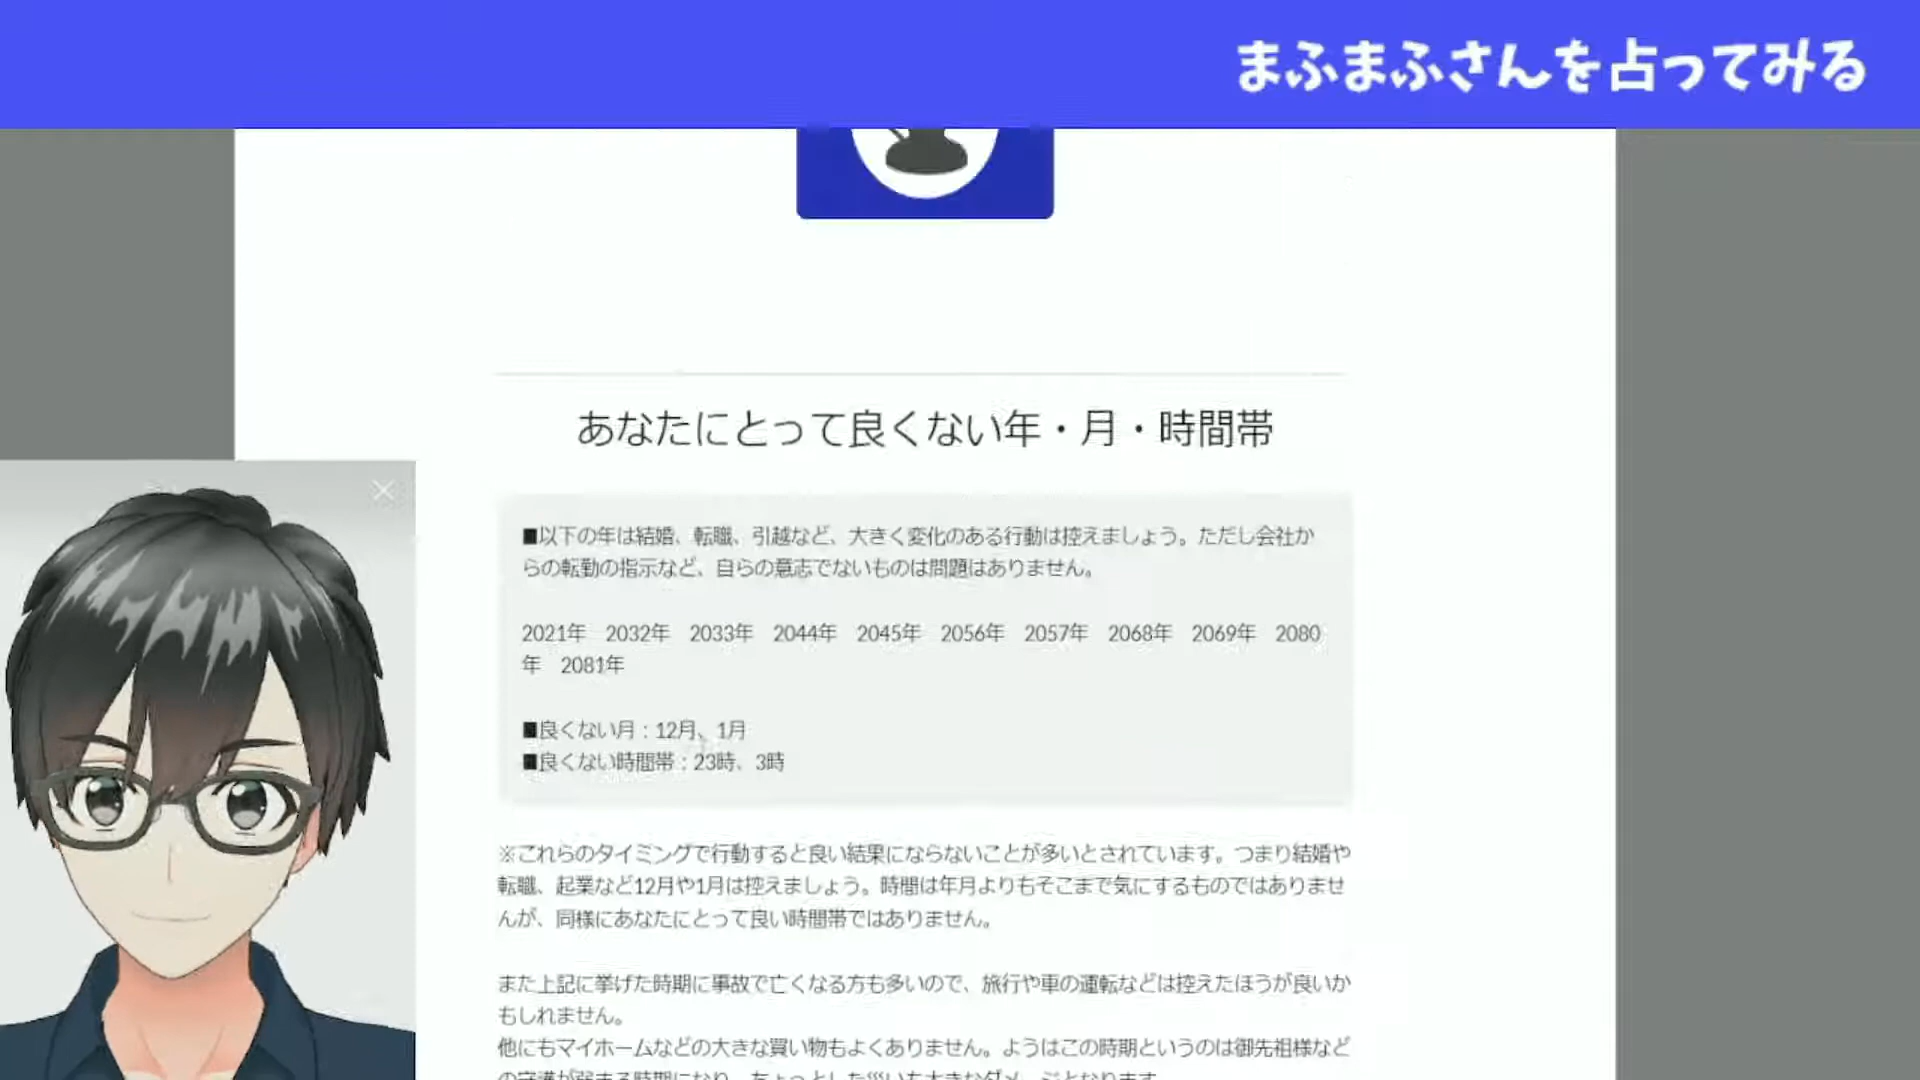 まふまふさんを占ってみる
あなたにとって良くない年・月・時間帯
■以下の年は結婚、転職、引越など、大きく変化のある行動は控えましょう。ただし会社か
らの転勤の指示など、自らの意志でないものは問題はありません。
2021年 2032年 2033年 2044年 2045年 2056年 2057年 2068年 2069年 2080
年 2081年
■良くない月：12月、1月
■良くない時間帯：23時、3時
※これらのタイミングで行動すると良い結果にならないことが多いとされています。つまり結婚や
転職、起業など12月や1月は控えましょう。時間は年月よりもそこまで気にするものではありませ
んが、同様にあなたにとって良い時間帯ではありません。
また上記に挙げた時期に事故で亡くなる方も多いので、旅行や車の運転などは控えたほうが良いか
もしれません。
他にもマイホームなどの大きな買い物もよくありません。ようはこの時期というのは御先祖様など